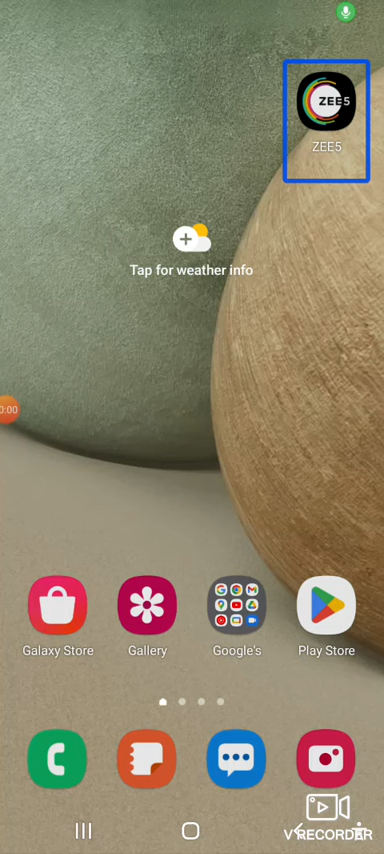 ZEE5
ZEE5
Tap for weather info
0:00
Galaxy Store
Gallery
Google's
Play Store
V RECORDER